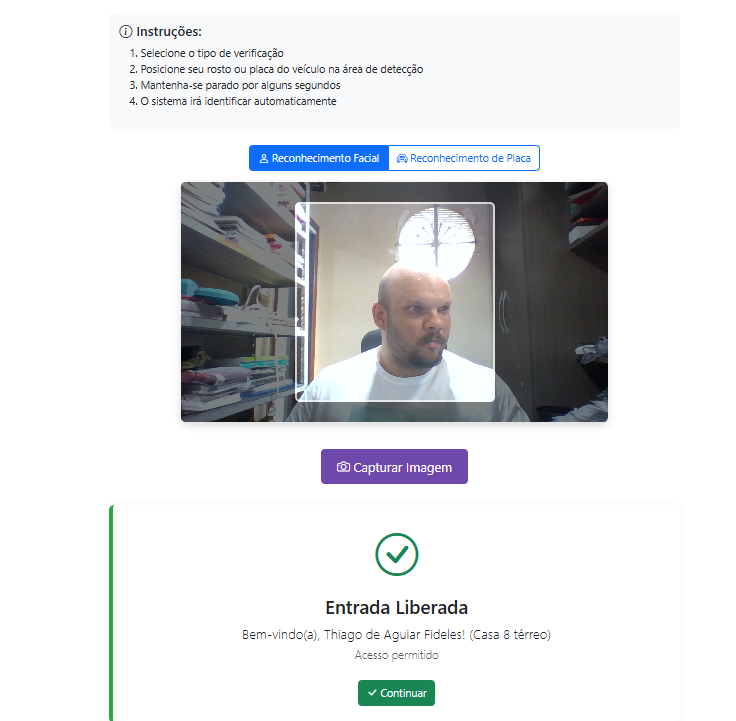 Instruções:
1. Selecione o tipo de verificação
2. Posicione seu rosto ou placa do veículo na área de detecção
3. Mantenha-se parado por alguns segundos
4. O sistema irá identificar automaticamente
Reconhecimento Facial Reconhecimento de Placa
Capturar Imagem
Entrada Liberada
Bem-vindo(a), Thiago de Aguiar Fideles! (Casa 8 térreo)
Acesso permitido
Continuar